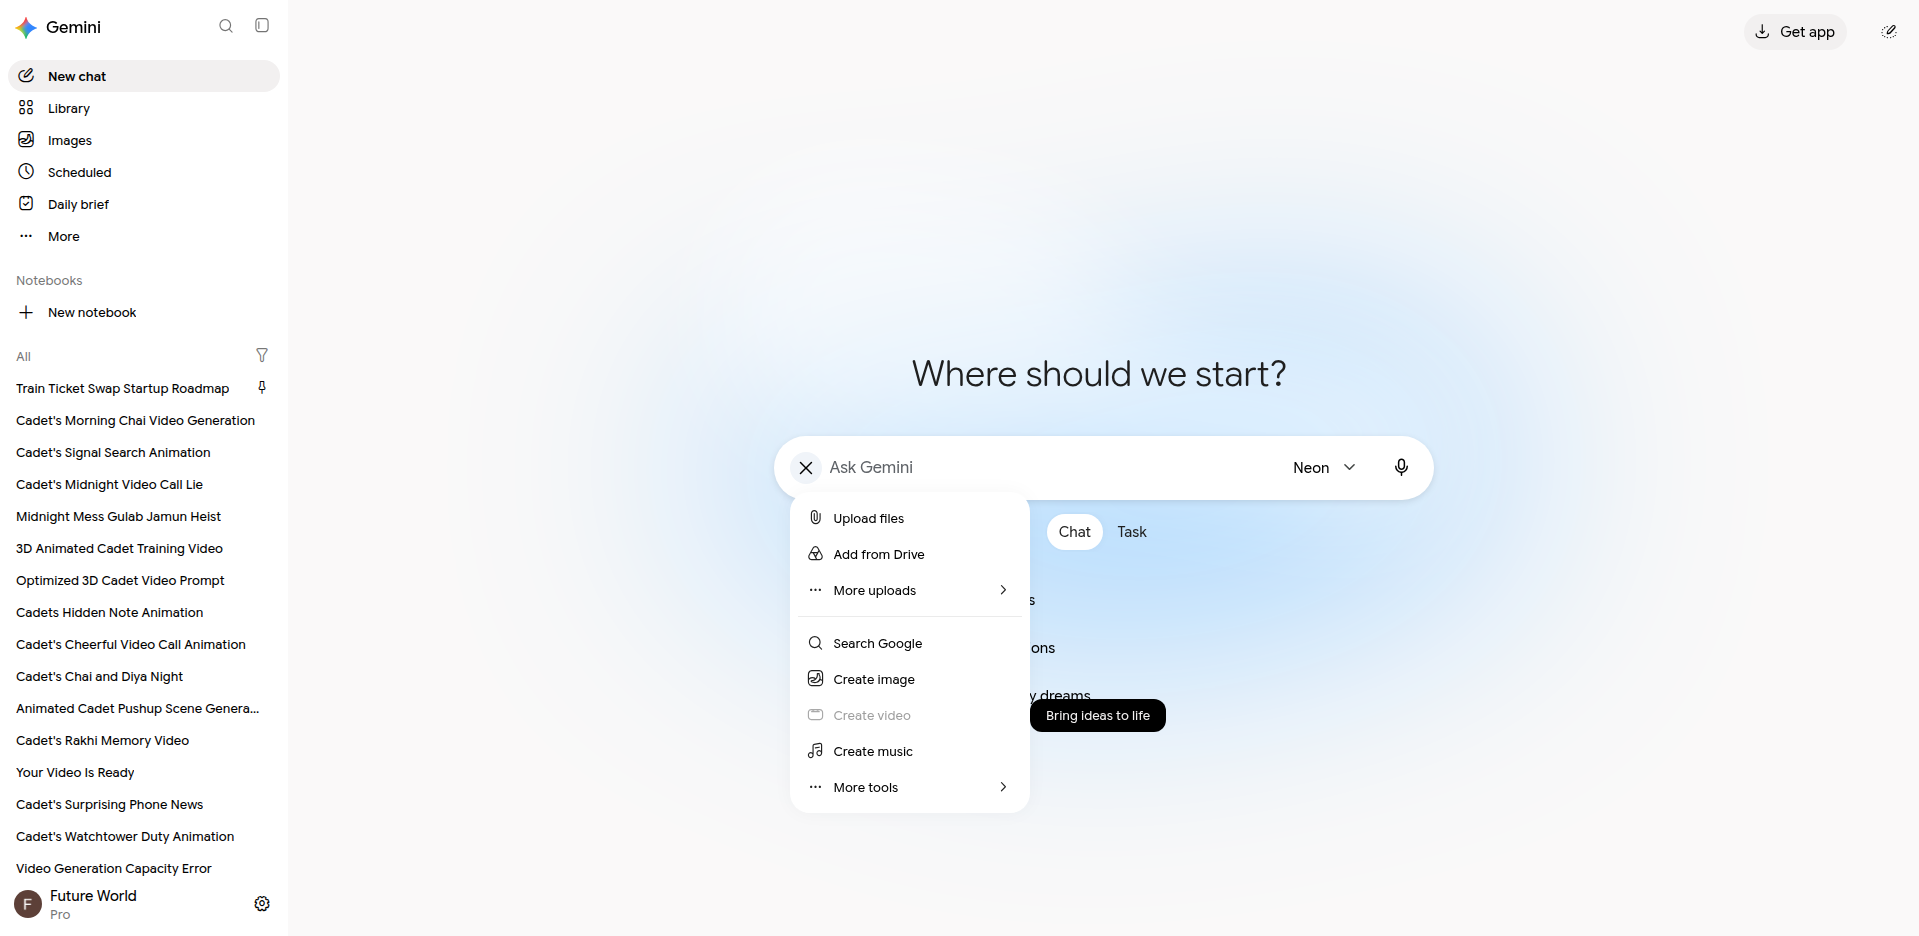 Gemini
New chat
Library
Images
Scheduled
Daily brief
More
Notebooks
New notebook
All
Train Ticket Swap Startup Roadmap
Cadet's Morning Chai Video Generation
Cadet's Signal Search Animation
Cadet's Midnight Video Call Lie
Midnight Mess Gulab Jamun Heist
3D Animated Cadet Training Video
Optimized 3D Cadet Video Prompt
Cadets Hidden Note Animation
Cadet's Cheerful Video Call Animation
Cadet's Chai and Diya Night
Animated Cadet Pushup Scene Genera...
Cadet's Rakhi Memory Video
Your Video Is Ready
Cadet's Surprising Phone News
Cadet's Watchtower Duty Animation
Video Generation Capacity Error
F
Future World
Pro
Get app
Where should we start?
Ask Gemini
Neon
Chat Task
Upload files
Add from Drive
More uploads
Search Google
Create image
Create video
Create music
More tools
s
ons
y dreams
Bring ideas to life